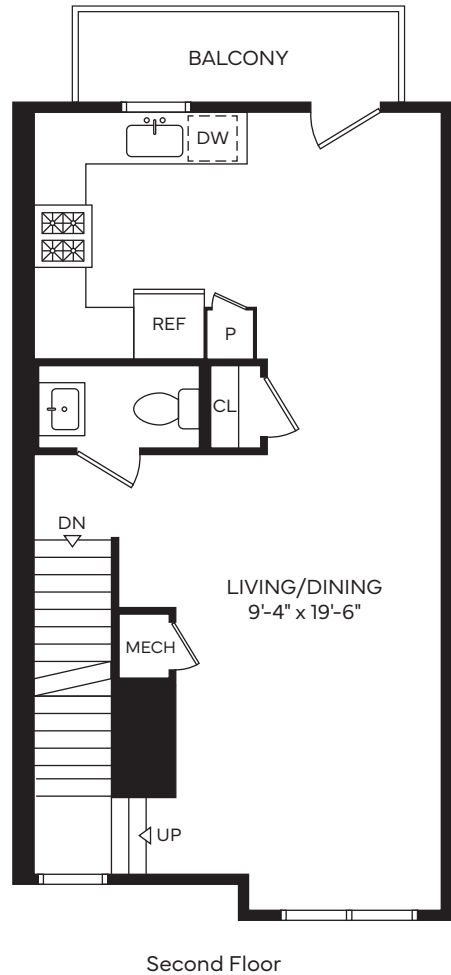 BALCONY
DW
REF
P
CL
DN
LIVING/DINING
9'-4" x 19'-6"
MECH
UP
Second Floor